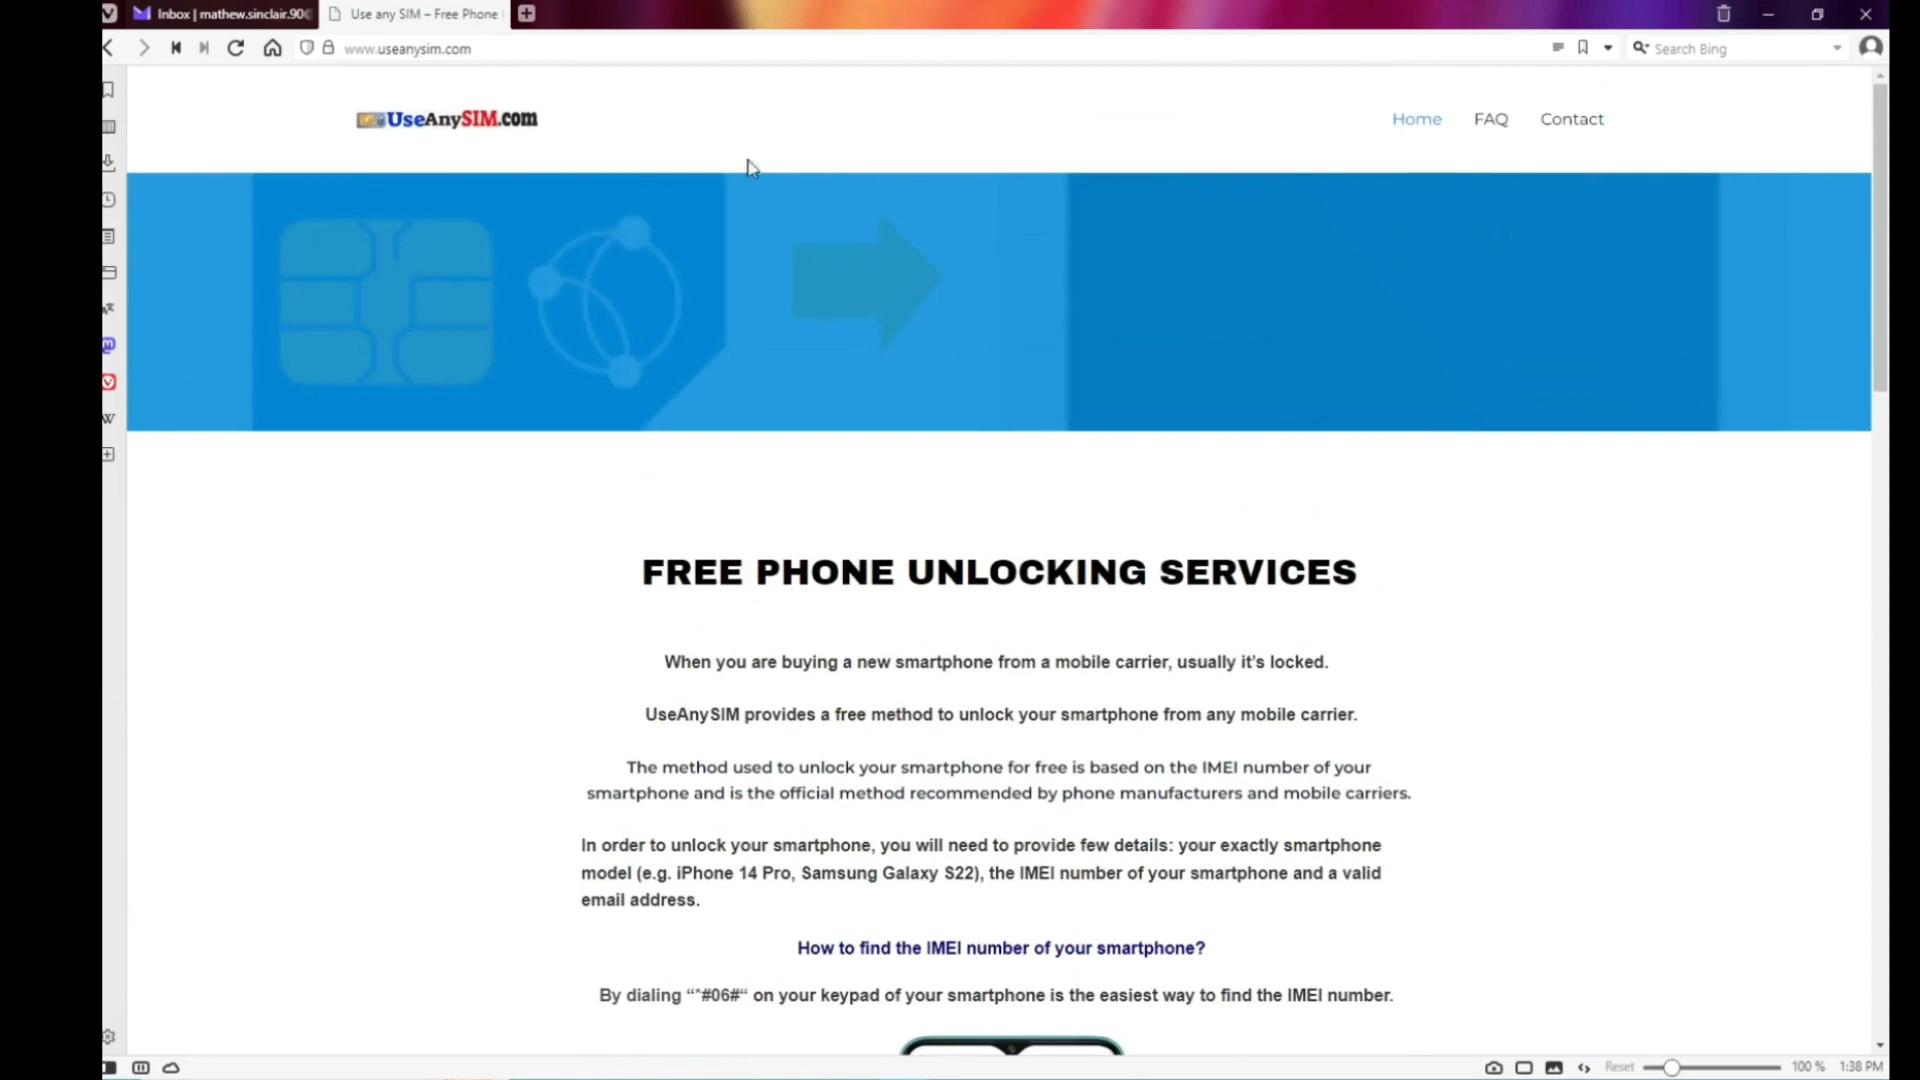 Inbox | mathew.sinclair.90
Use any SIM – Free Phone
www.useanysim.com
Search Bing
UseAnySIM.com
Home
FAQ
Contact
FREE PHONE UNLOCKING SERVICES
When you are buying a new smartphone from a mobile carrier, usually it's locked.
UseAnySIM provides a free method to unlock your smartphone from any mobile carrier.
The method used to unlock your smartphone for free is based on the IMEI number of your
smartphone and is the official method recommended by phone manufacturers and mobile carriers.
In order to unlock your smartphone, you will need to provide few details: your exactly smartphone
model (e.g. iPhone 14 Pro, Samsung Galaxy S22), the IMEI number of your smartphone and a valid
email address.
How to find the IMEI number of your smartphone?
By dialing “*#06#“ on your keypad of your smartphone is the easiest way to find the IMEI number.
Reset
100 %
1:38 PM